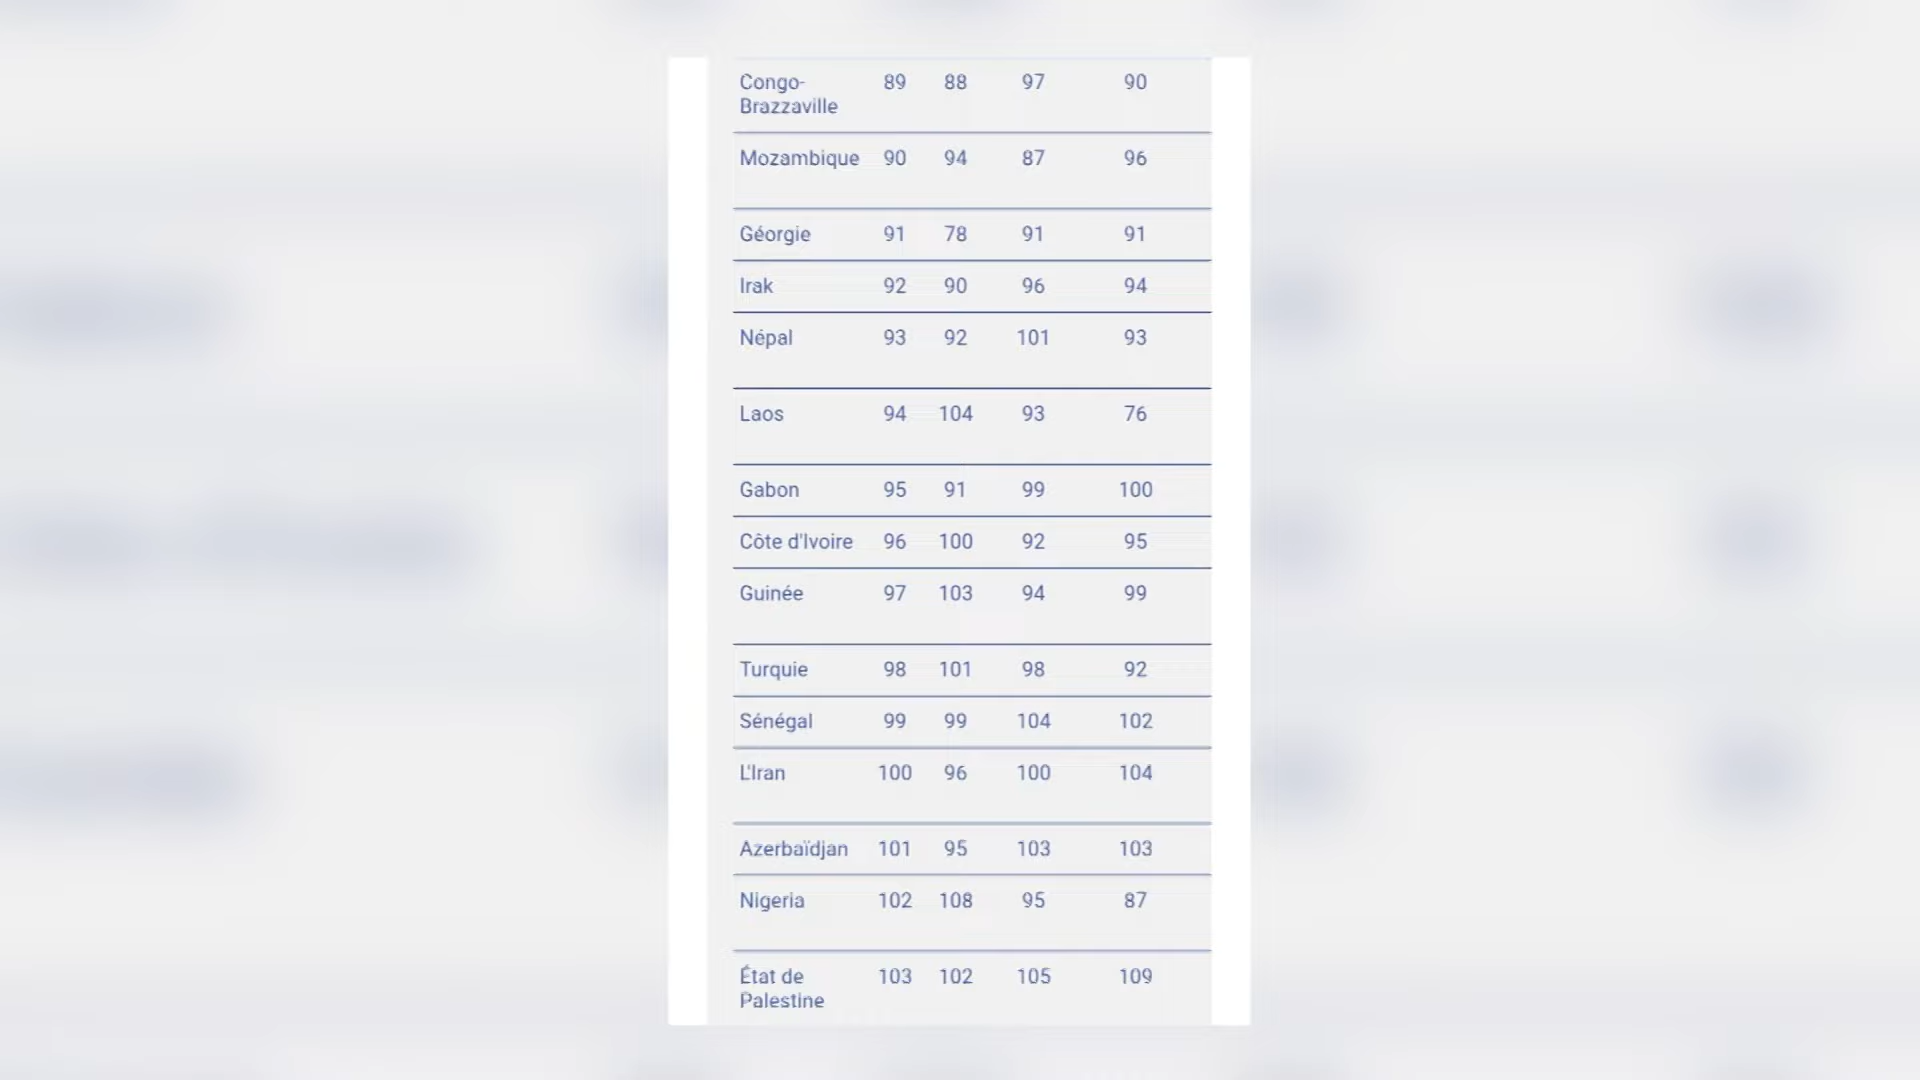 Congo- 89 88 97 90
Brazzaville
Mozambique 90 94 87 96
Géorgie 91 78 91 91
Irak 92 90 96 94
Népal 93 92 101 93
Laos 94 104 93 76
Gabon 95 91 99 100
Côte d'Ivoire 96 100 92 95
Guinée 97 103 94 99
Turquie 98 101 98 92
Sénégal 99 99 104 102
L'Iran 100 96 100 104
Azerbaïdjan 101 95 103 103
Nigeria 102 108 95 87
État de 103 102 105 109
Palestine